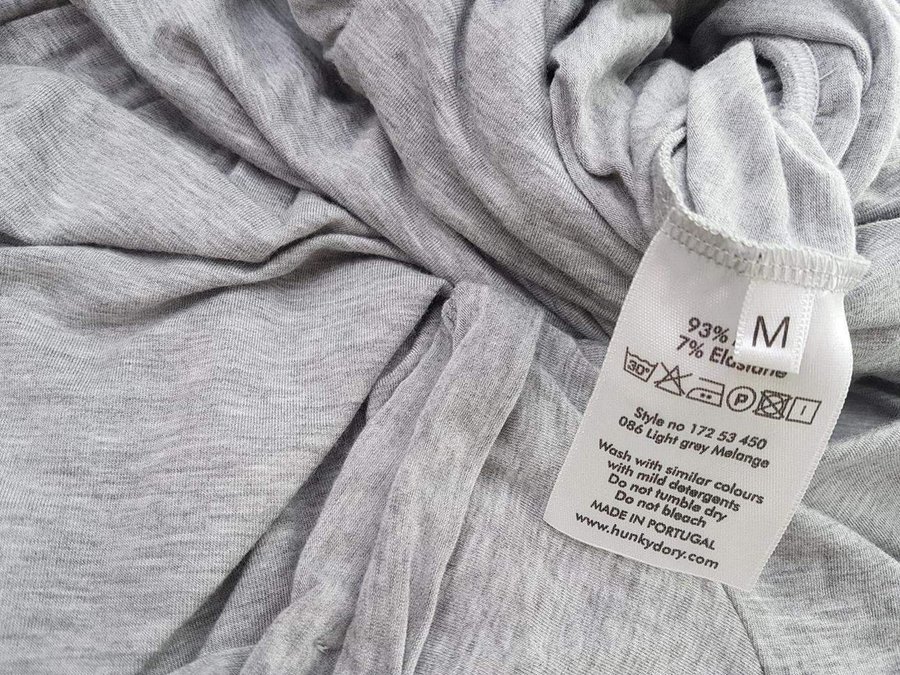 93%
M
7% Elastane
30°
P
Style no 172 53 450
086 Light grey Melange
Wash with similar colours
with mild detergents
Do not tumble dry
Do not bleach
MADE IN PORTUGAL
www.hunkydory.com